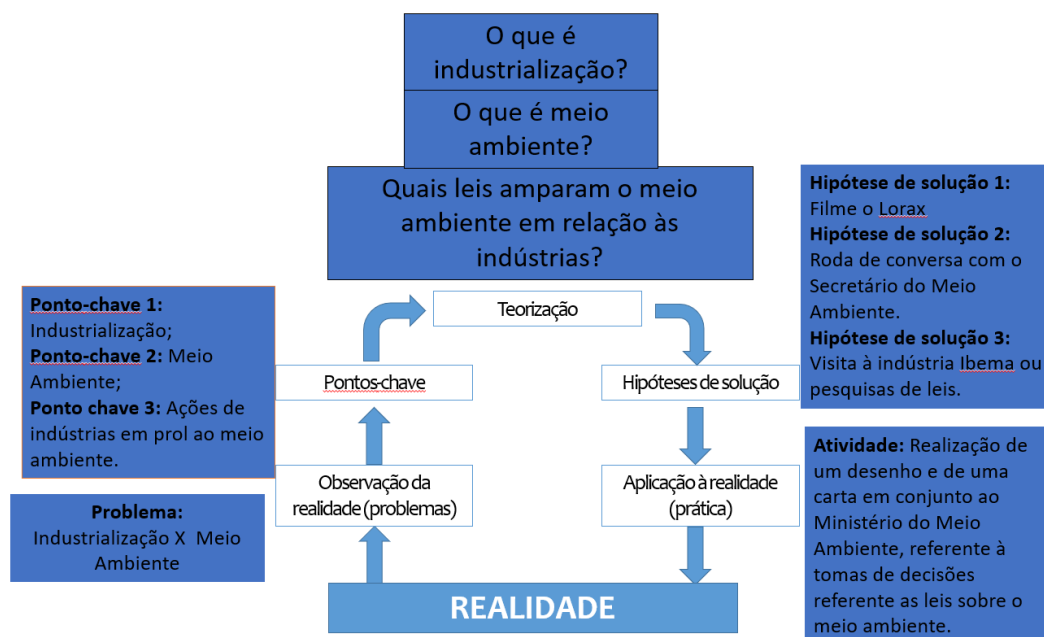 O que é
industrialização?
O que é meio
ambiente?
Quais leis amparam o meio
ambiente em relação às
indústrias?
Teorização
Ponto-chave 1:
Industrialização;
Ponto-chave 2: Meio
Ambiente;
Ponto chave 3: Ações de
indústrias em prol ao meio
ambiente.
Pontos-chave
Hipóteses de solução
Hipótese de solução 1:
Filme o Lorax
Hipótese de solução 2:
Roda de conversa com o
Secretário do Meio
Ambiente.
Hipótese de solução 3:
Visita à indústria Ibema ou
pesquisas de leis.
Problema:
Industrialização X Meio
Ambiente
Observação da
realidade (problemas)
Aplicação à realidade
(prática)
Atividade: Realização de
um desenho e de uma
carta em conjunto ao
Ministério do Meio
Ambiente, referente à
tomas de decisões
referente as leis sobre o
meio ambiente.
REALIDADE